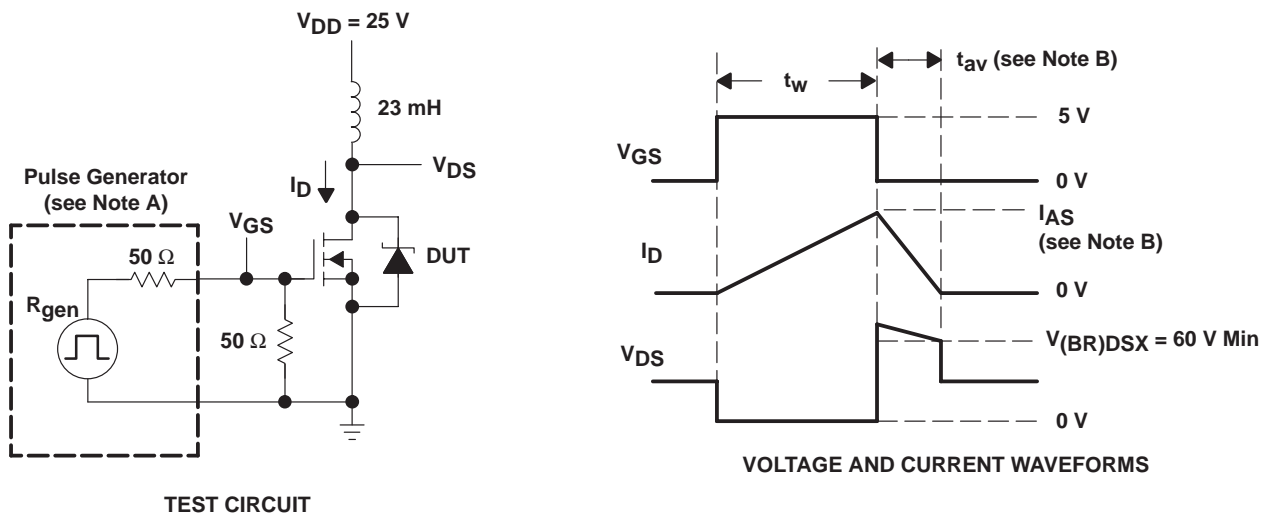 VDD = 25 V
23 mH
VDS
ID
Pulse Generator
(see Note A)
VGS
50 Ω
Rgen
50 Ω
DUT
TEST CIRCUIT
tw
tav (see Note B)
5 V
VGS
0 V
IAS
(see Note B)
ID
0 V
V(BR)DSX = 60 V Min
VDS
0 V
VOLTAGE AND CURRENT WAVEFORMS